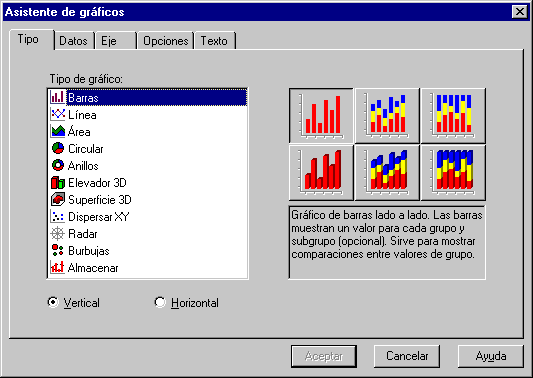 Asistente de gráficos
Tipo Datos Eje Opciones Texto
Tipo de gráfico:
Barras
Línea
Área
Circular
Anillos
Elevador 3D
Superficie 3D
Dispersar XY
Radar
Burbujas
Almacenar
Gráfico de barras lado a lado. Las barras
muestran un valor para cada grupo y
subgrupo (opcional). Sirve para mostrar
comparaciones entre valores de grupo.
Vertical Horizontal
Aceptar Cancelar Ayuda